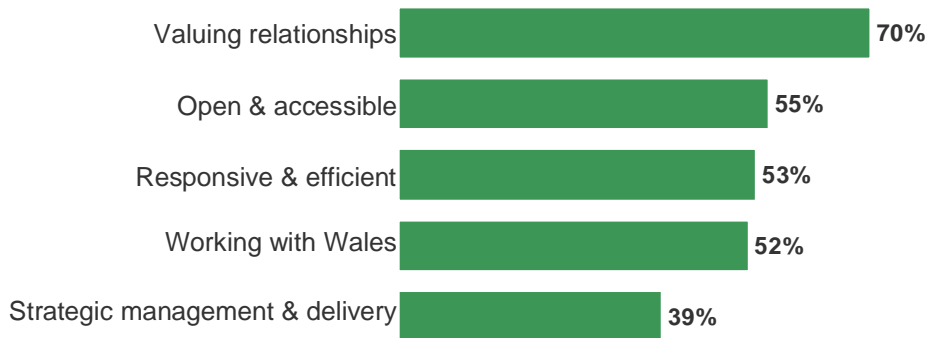 Valuing relationships 70%
Open & accessible 55%
Responsive & efficient 53%
Working with Wales 52%
Strategic management & delivery 39%